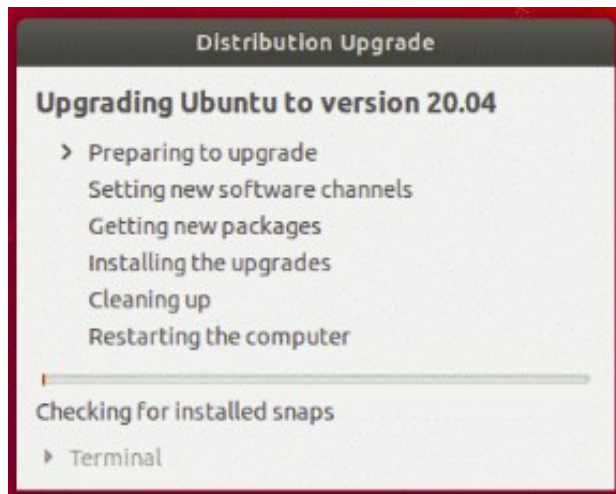 Distribution Upgrade
Upgrading Ubuntu to version 20.04
Preparing to upgrade
Setting new software channels
Getting new packages
Installing the upgrades
Cleaning up
Restarting the computer
Checking for installed snaps
Terminal